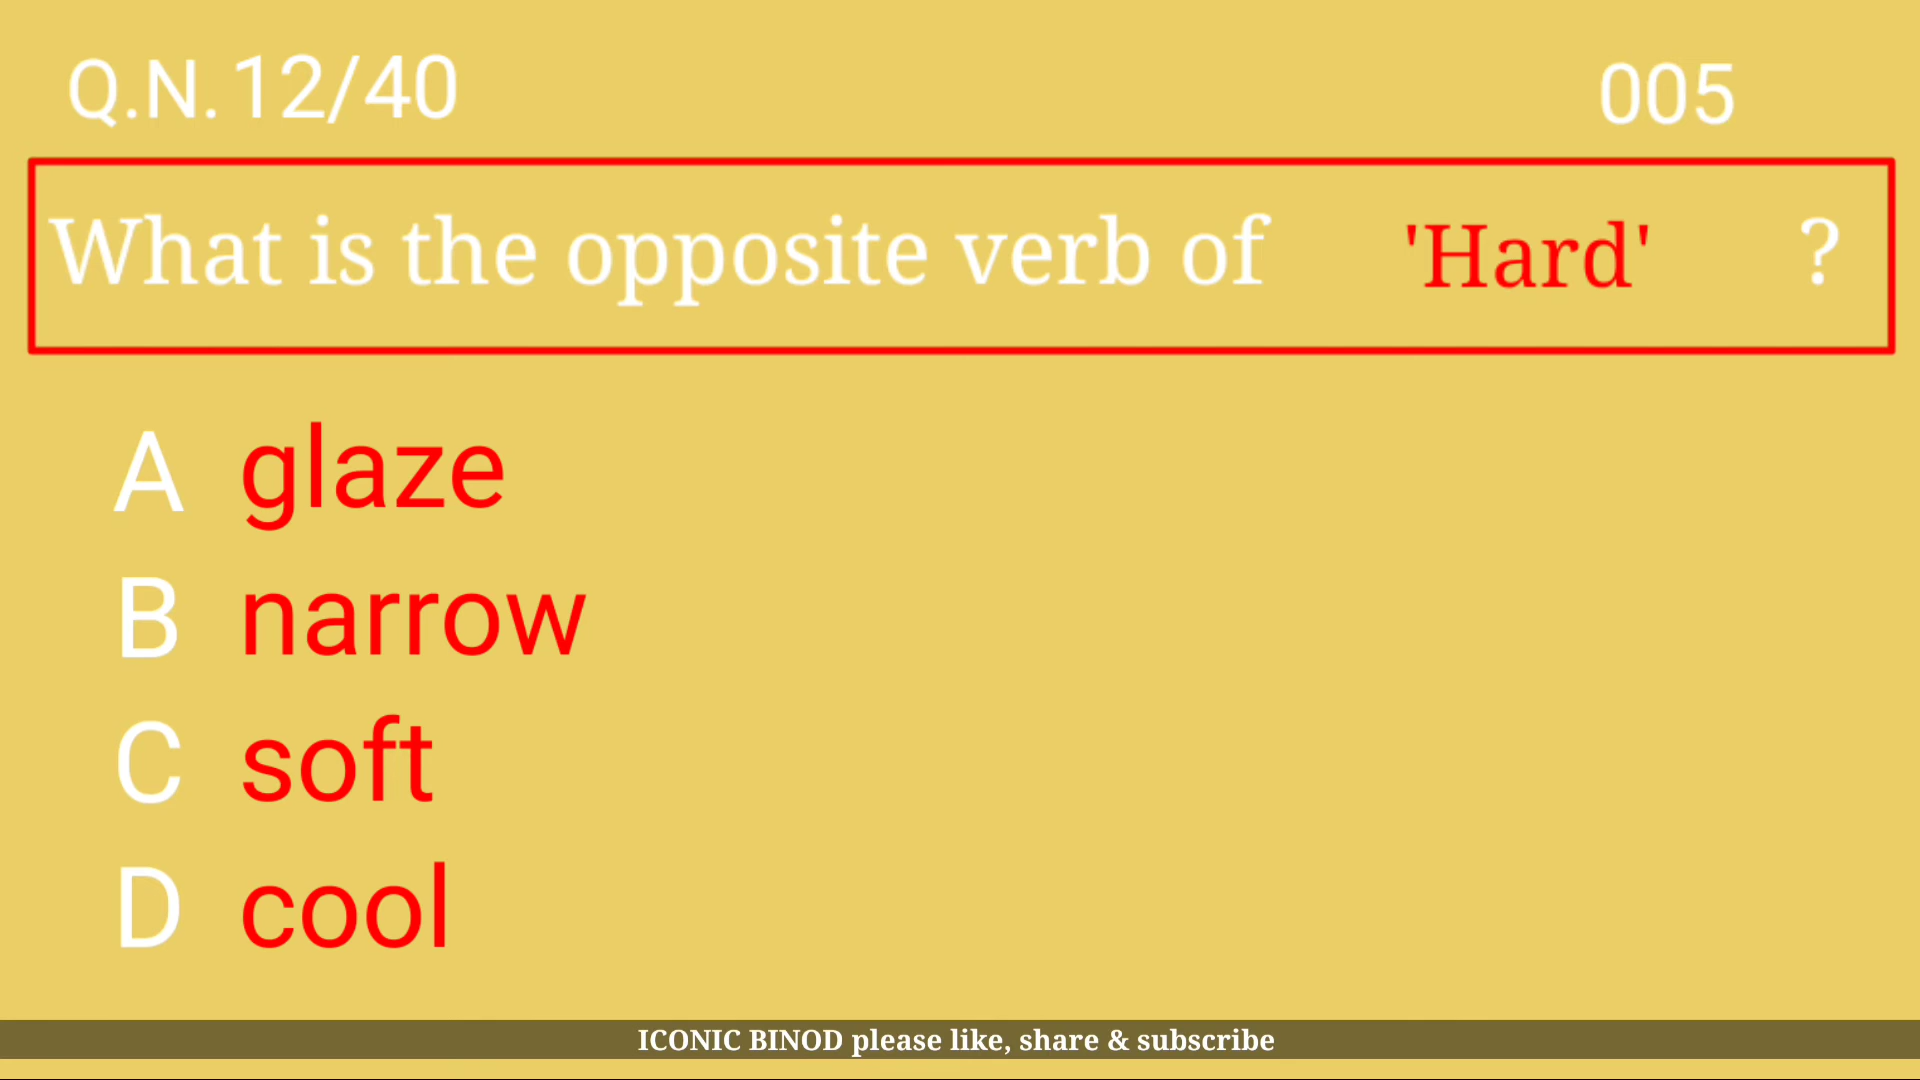 Q.N. 12/40 005
What is the opposite verb of 'Hard' ?
A glaze
B narrow
C soft
D cool
ICONIC BINOD please like, share & subscribe